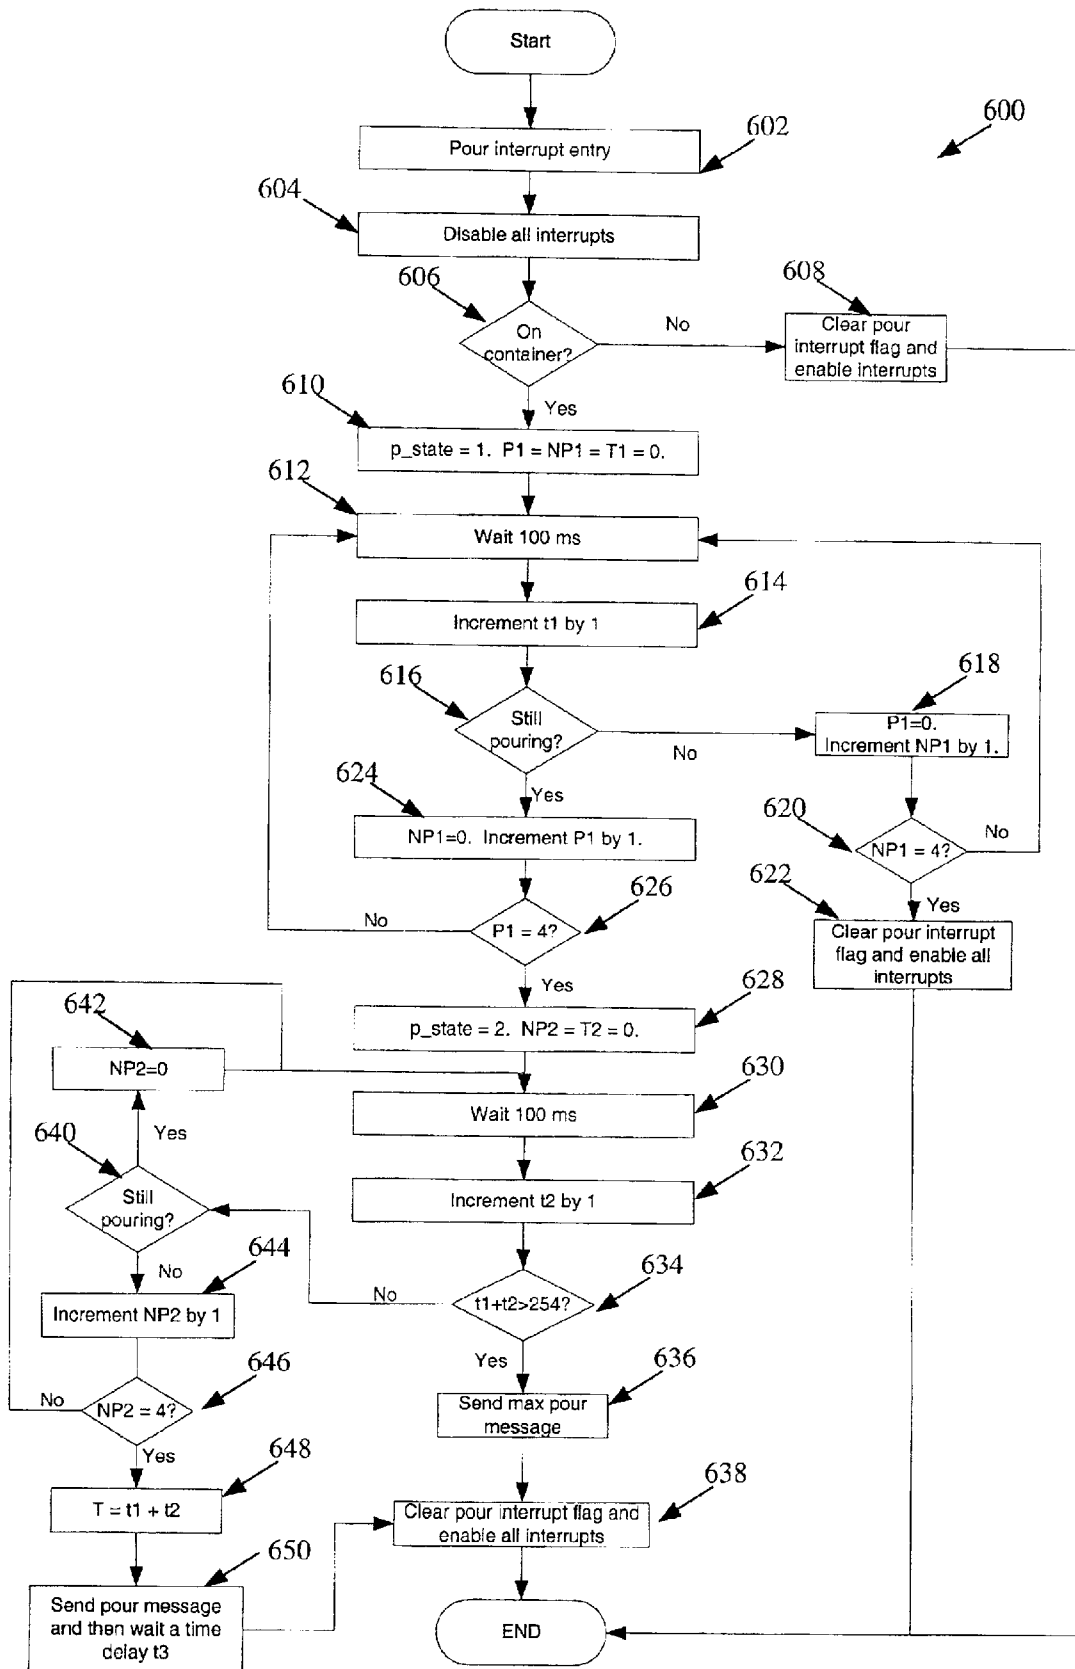 Start
600
602
Pour interrupt entry
604
Disable all interrupts
606
On
container?
No
608
Clear pour
interrupt flag and
enable interrupts
Yes
610
p_state = 1.  P1 = NP1 = T1 = 0.
612
Wait 100 ms
614
Increment t1 by 1
616
Still
pouring?
No
618
P1=0.
Increment NP1 by 1.
Yes
624
NP1=0.  Increment P1 by 1.
620
NP1 = 4?
No
626
P1 = 4?
No
622
Yes
Clear pour interrupt
flag and enable all
interrupts
Yes
628
p_state = 2.  NP2 = T2 = 0.
642
NP2=0
630
Wait 100 ms
Yes
640
Still
pouring?
632
Increment t2 by 1
No
644
Increment NP2 by 1
634
t1+t2>254?
No
Yes
636
Send max pour
message
646
NP2 = 4?
No
Yes
648
T = t1 + t2
638
Clear pour interrupt flag and
enable all interrupts
650
Send pour message
and then wait a time
delay t3
END